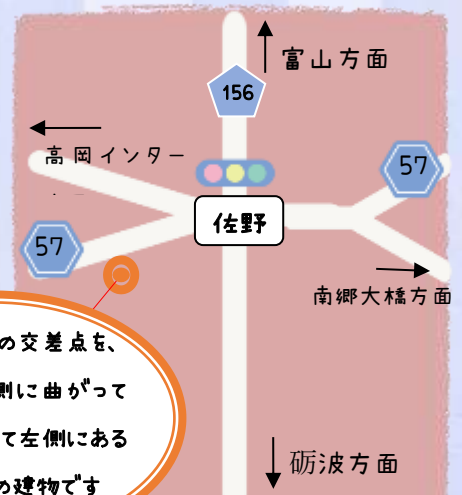 富山方面
156
高岡インター
57
佐野
57
南郷大橋方面
の交差点を、
側に曲がって
て左側にある
の建物です
砺波方面